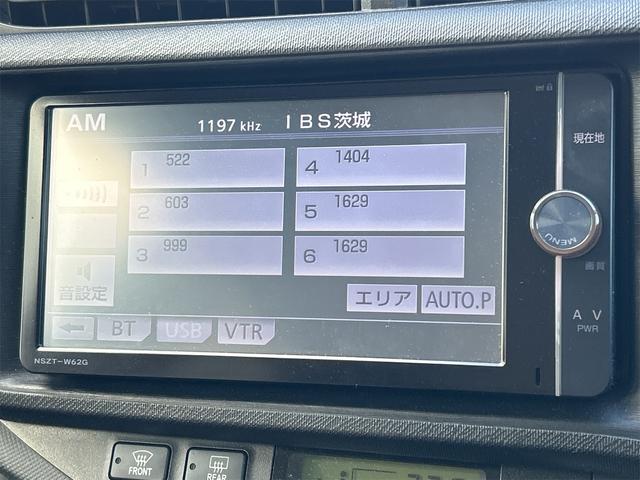 AM
1197 kHz IBS茨城
1 522
4 1404
2 603
5 1629
3 999
6 1629
音設定
エリア AUTO.P
BT USB VTR
NSZT-W62G
現在地
MENU
画質
AV
PWR
FRONT
REAR